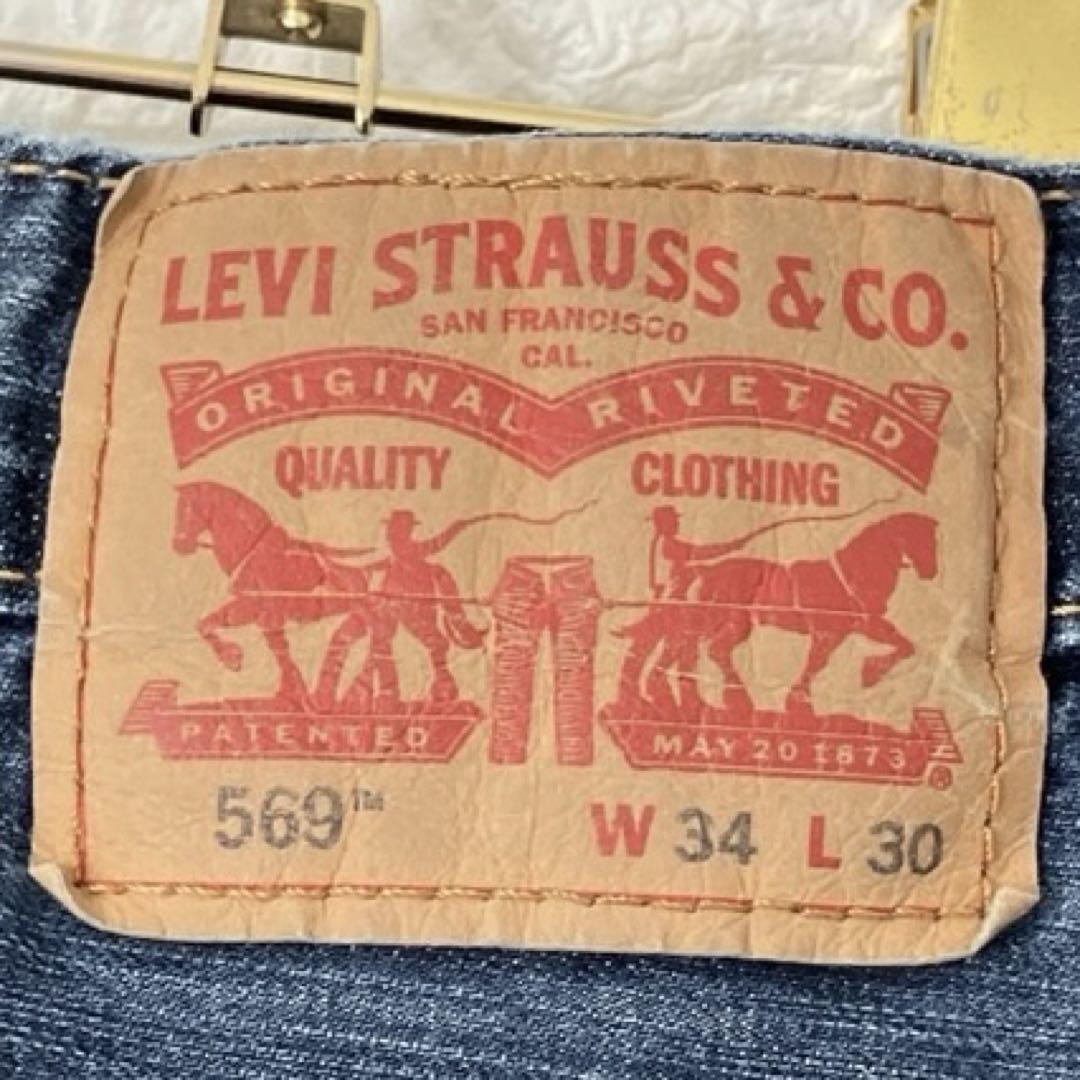 LEVI STRAUSS & CO.
SAN FRANCISCO
CAL.
ORIGINAL RIVETED
QUALITY CLOTHING
PATENTED MAY 20 1873
®
569™ W 34 L 30